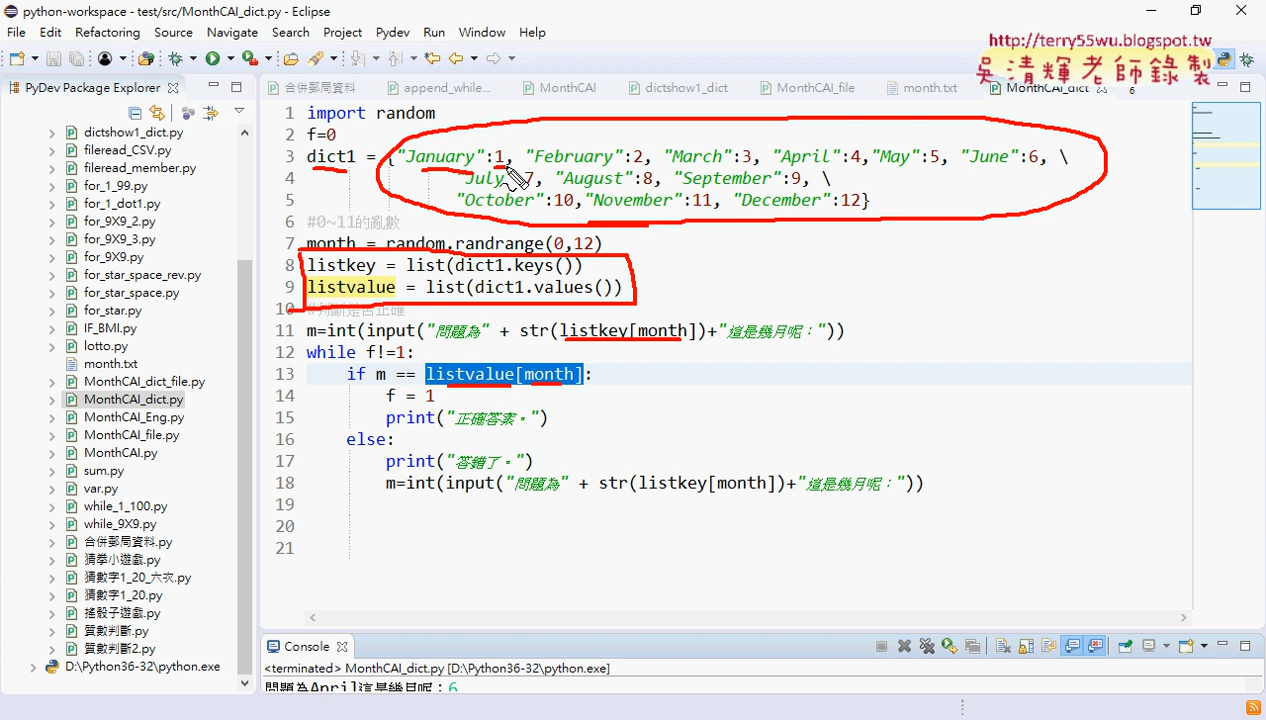 python-workspace - test/src/MonthCAI_dict.py - Eclipse
File Edit Refactoring Source Navigate Search Project Pydev Run Window Help
http://terry55wu.blogspot.tw
吳清輝老師錄製
PyDev Package Explorer
合併郵局資料 append_while... MonthCAI dictshow1_dict MonthCAI_file month.txt MonthCAI_dict 6
dictshow1_dict.py
fileread_CSV.py
fileread_member.py
for_1_99.py
for_1_dot1.py
for_9X9_2.py
for_9X9_3.py
for_9X9.py
for_star_space_rev.py
for_star_space.py
for_star.py
IF_BMI.py
lotto.py
month.txt
MonthCAI_dict_file.py
MonthCAI_dict.py
MonthCAI_Eng.py
MonthCAI_file.py
MonthCAI.py
sum.py
var.py
while_1_100.py
while_9X9.py
合併郵局資料.py
猜拳小遊戲.py
猜數字1_20_六次.py
猜數字1_20.py
搖骰子遊戲.py
質數判斷.py
質數判斷2.py
D:\Python36-32\python.exe
1 import random
2 f=0
3 dict1 = {"January":1, "February":2, "March":3, "April":4,"May":5, "June":6, \
4 "July":7, "August":8, "September":9, \
5 "October":10,"November":11, "December":12}
6 #0~11的亂數
7 month = random.randrange(0,12)
8 listkey = list(dict1.keys())
9 listvalue = list(dict1.values())
10 #判斷是否正確
11 m=int(input("問題為" + str(listkey[month])+"這是幾月呢："))
12 while f!=1:
13 if m == listvalue[month]:
14 f = 1
15 print("正確答案。")
16 else:
17 print("答錯了。")
18 m=int(input("問題為" + str(listkey[month])+"這是幾月呢："))
19
20
21
Console
<terminated> MonthCAI_dict.py [D:\Python36-32\python.exe]
問題為April這是幾月呢：6